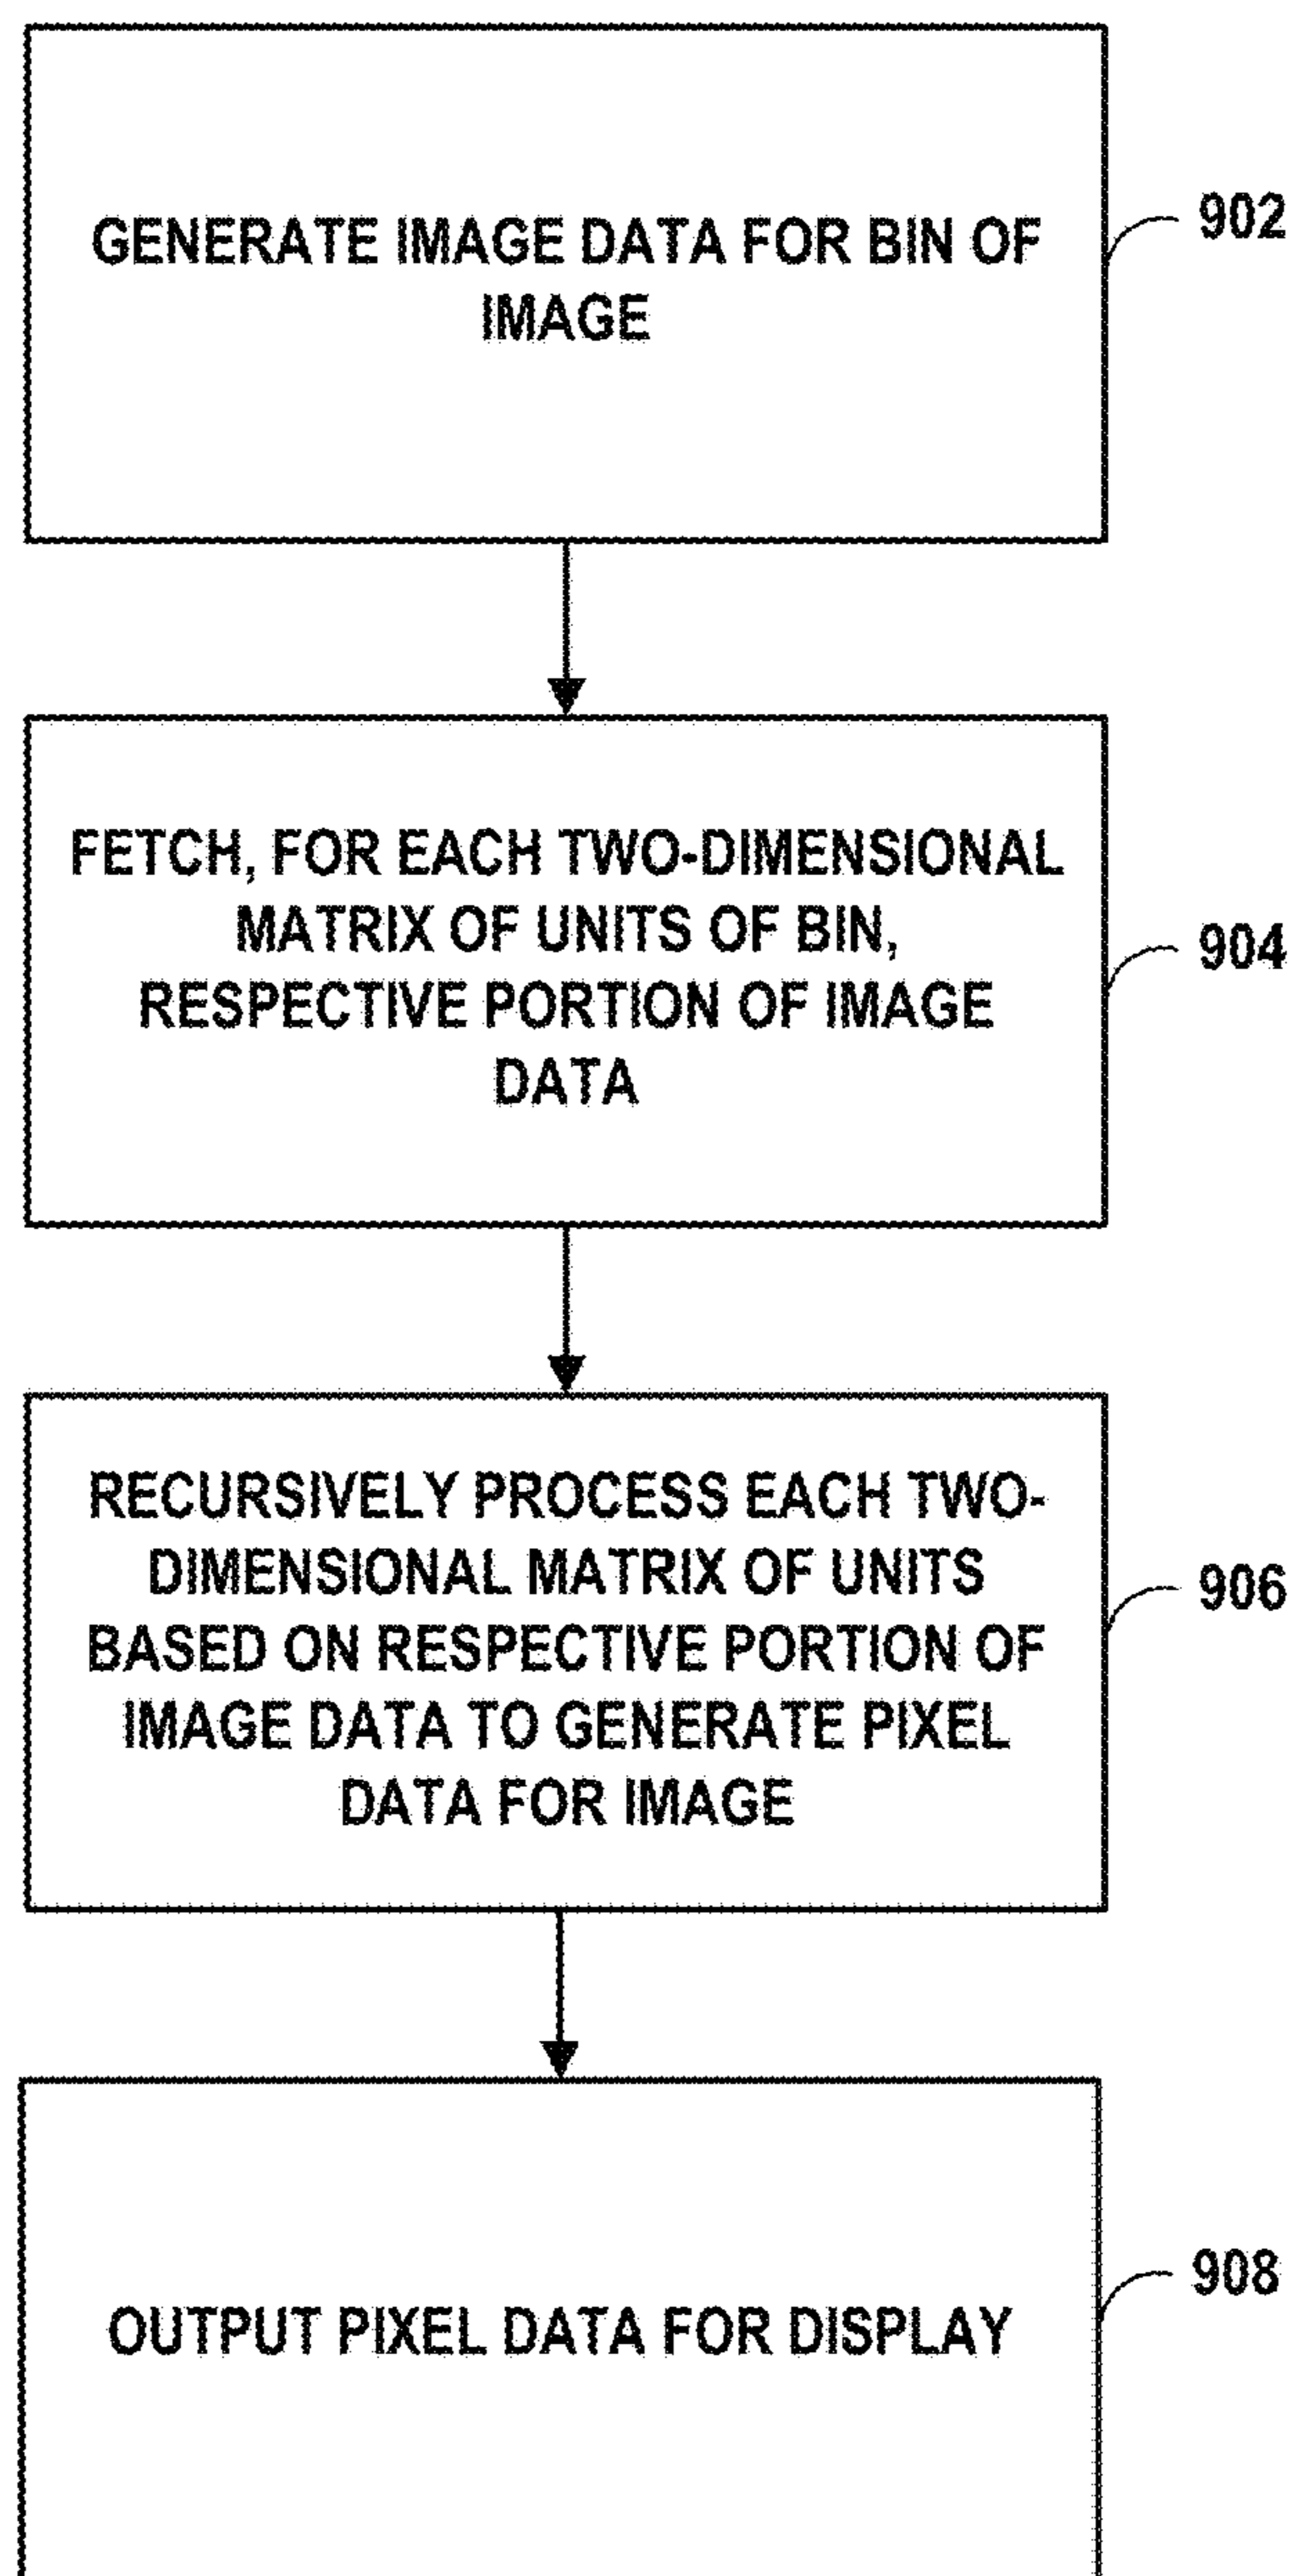 GENERATE IMAGE DATA FOR BIN OF
IMAGE
902
FETCH, FOR EACH TWO-DIMENSIONAL
MATRIX OF UNITS OF BIN,
RESPECTIVE PORTION OF IMAGE
DATA
904
RECURSIVELY PROCESS EACH TWO-
DIMENSIONAL MATRIX OF UNITS
BASED ON RESPECTIVE PORTION OF
IMAGE DATA TO GENERATE PIXEL
DATA FOR IMAGE
906
OUTPUT PIXEL DATA FOR DISPLAY
908